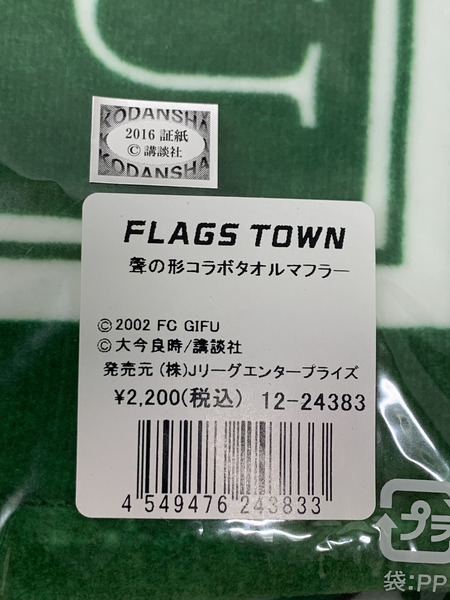 U
KODANSHA
2016 証紙
©講談社
KODANSHA
FLAGS TOWN
聲の形コラボタオルマフラー
©2002 FC GIFU
©大今良時/講談社
発売元 (株)Jリーグエンタープライズ
¥2,200(税込) 12-24383
4 549476 243833
プラ
袋:PP